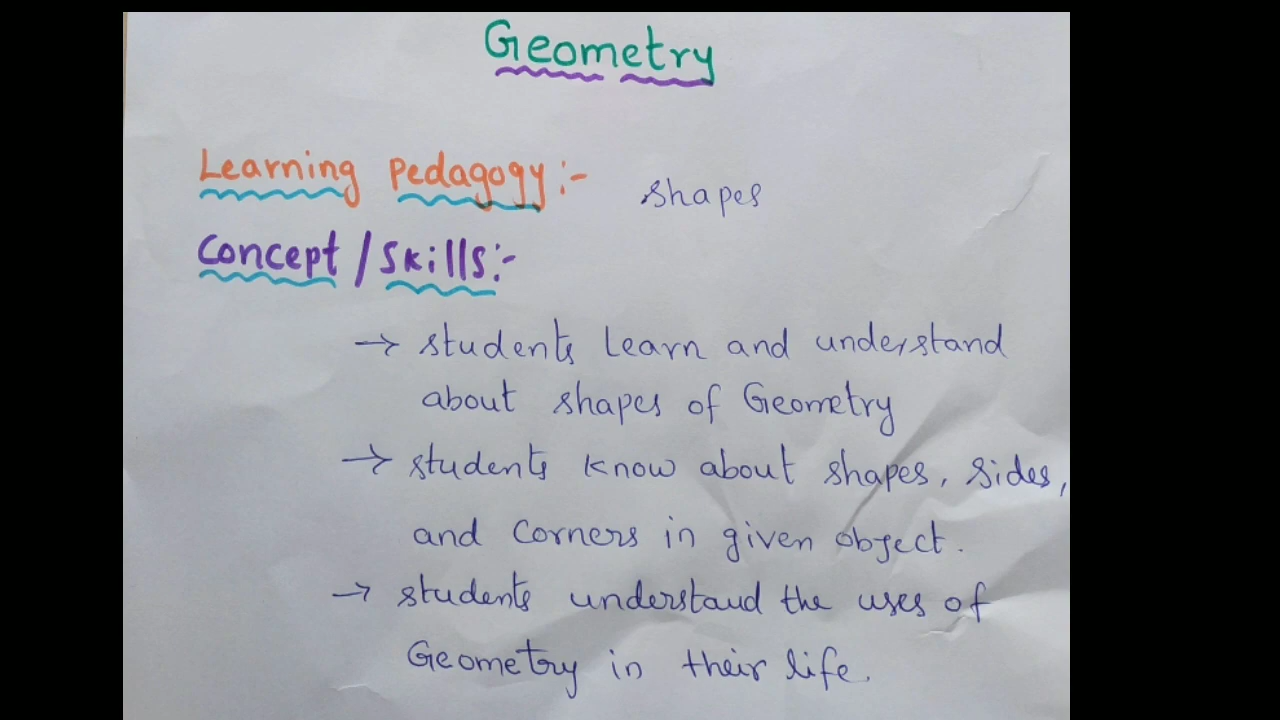 Geometry
Learning Pedagogy:- shapes
Concept / Skills:-
→ students Learn and understand
about shapes of Geometry
→ students know about shapes, sides,
and corners in given object.
→ students understand the uses of
Geometry in their life.